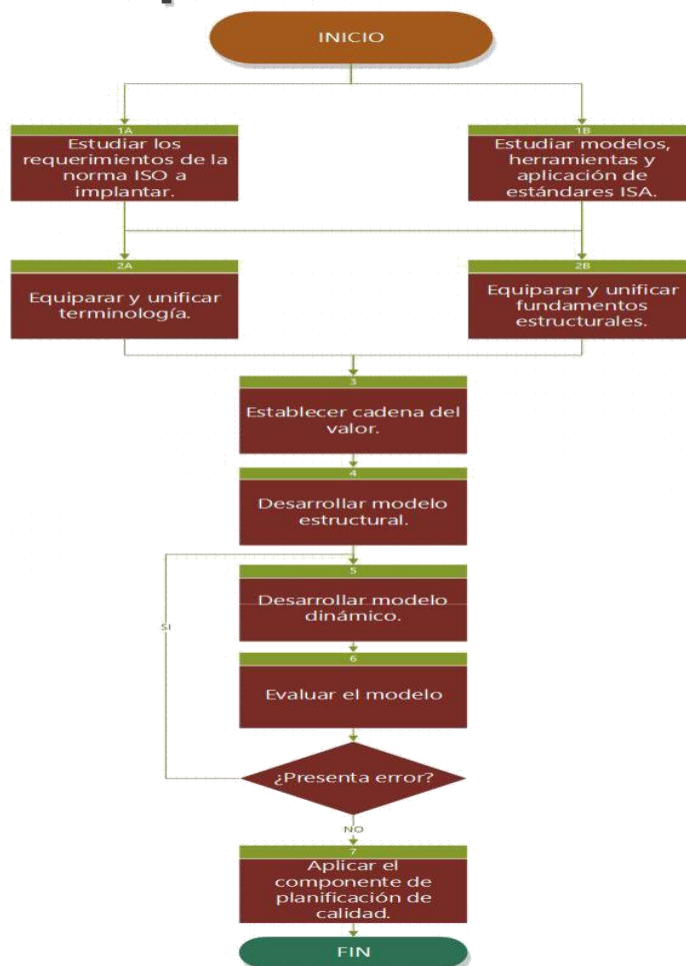 INICIO
1A
Estudiar los
requerimientos de la
norma ISO a
implantar.
1B
Estudiar modelos,
herramientas y
aplicación de
estándares ISA.
2A
Equiparar y unificar
terminología.
2B
Equiparar y unificar
fundamentos
estructurales.
3
Establecer cadena del
valor.
4
Desarrollar modelo
estructural.
5
Desarrollar modelo
dinámico.
6
Evaluar el modelo
¿Presenta error?
SI
NO
7
Aplicar el
componente de
planificación de
calidad.
FIN